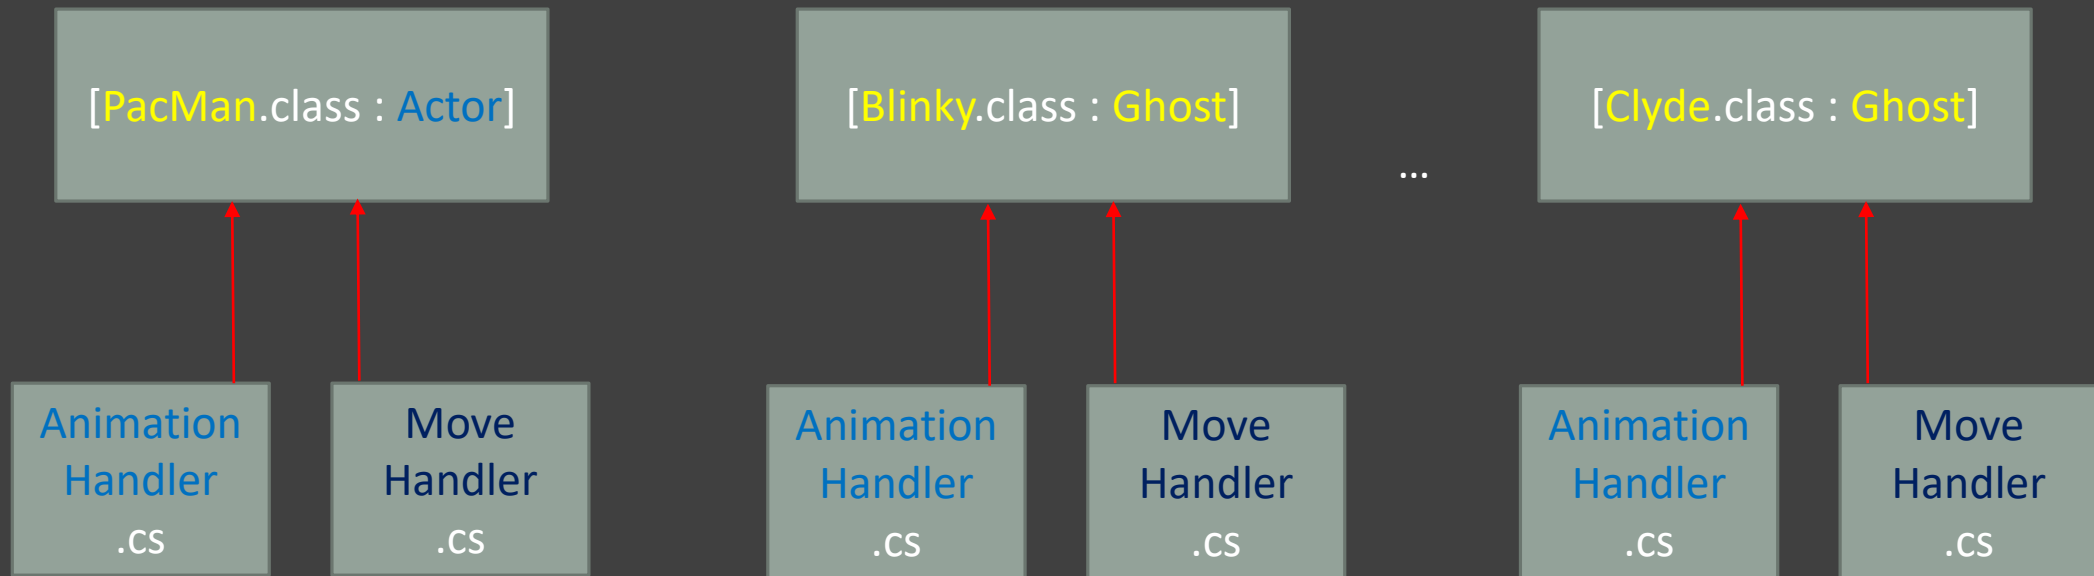 [PacMan.class : Actor]
[Blinky.class : Ghost]
...
[Clyde.class : Ghost]
Animation
Handler
.cs
Move
Handler
.cs
Animation
Handler
.cs
Move
Handler
.cs
Animation
Handler
.cs
Move
Handler
.cs